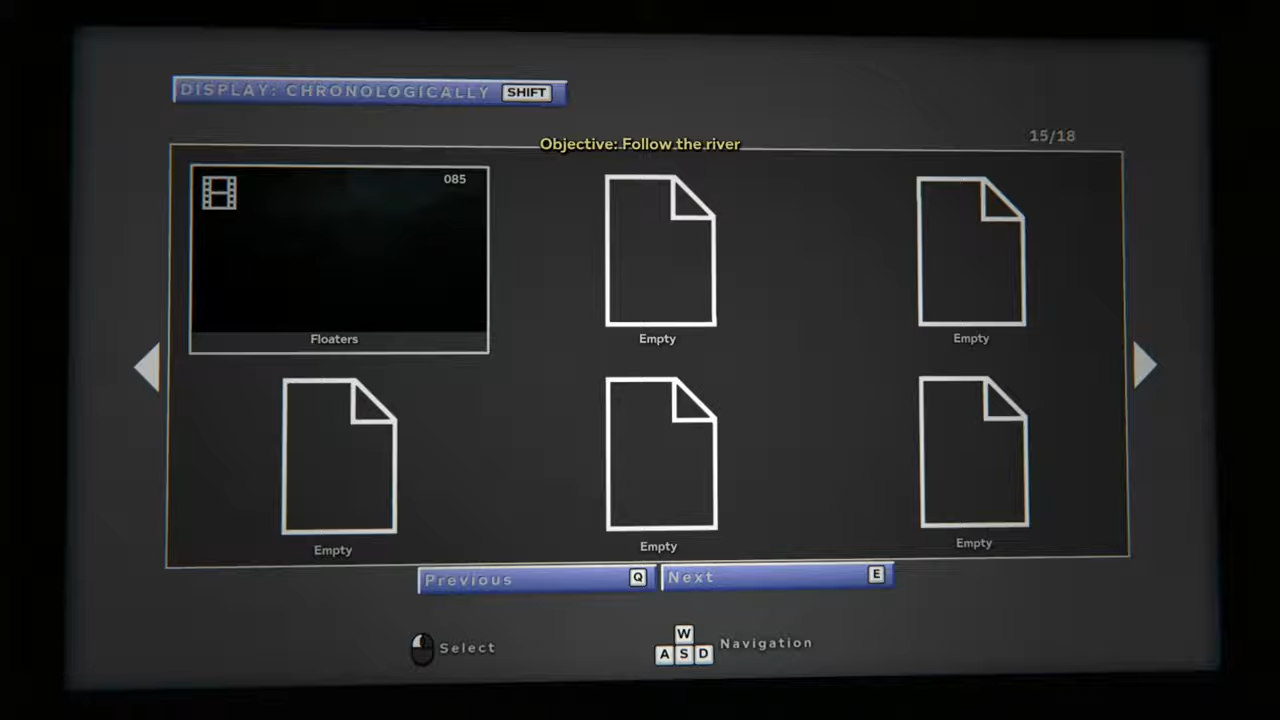 DISPLAY: CHRONOLOGICALLY SHIFT
Objective: Follow the river
15/18
085
Floaters
Empty
Empty
Empty
Empty
Empty
Previous Q
Next E
Select
W
A S D
Navigation